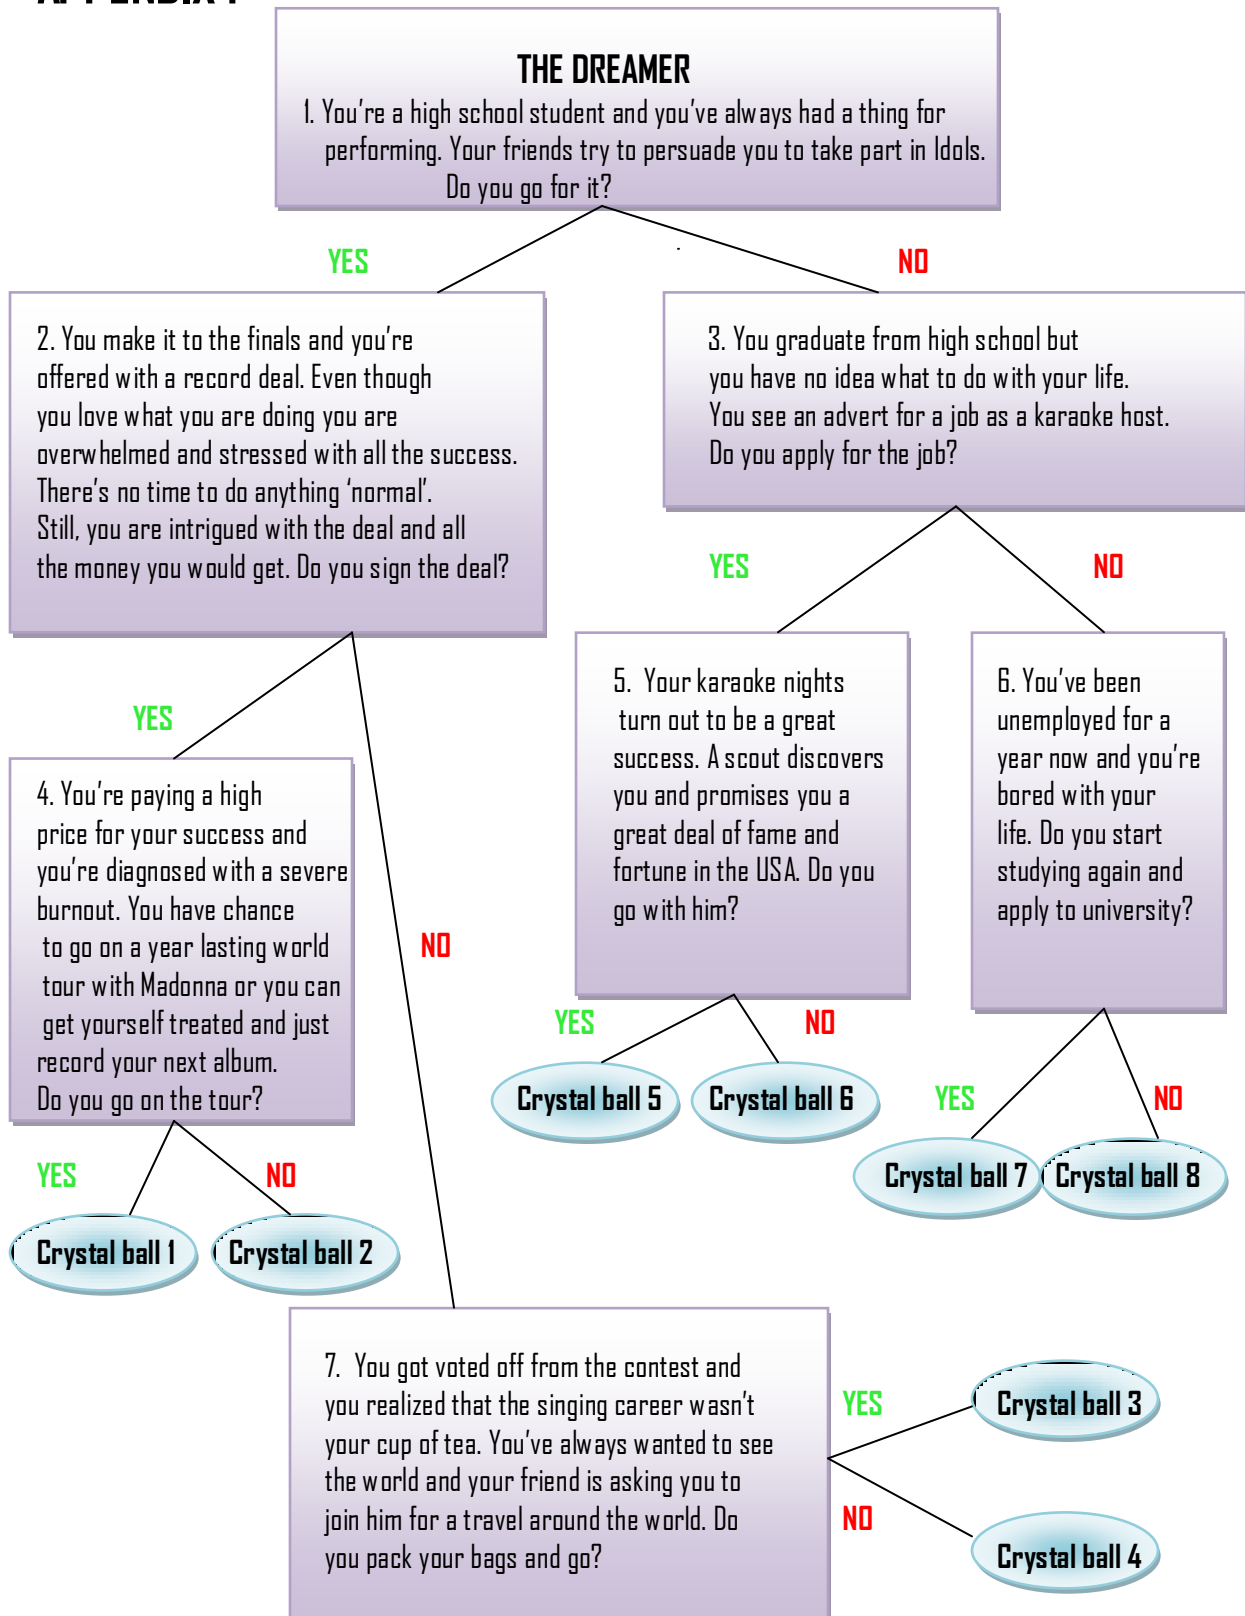 APPENDIX 1
THE DREAMER
1. You're a high school student and you've always had a thing for
performing. Your friends try to persuade you to take part in Idols.
Do you go for it?
YES
NO
2. You make it to the finals and you're
offered with a record deal. Even though
you love what you are doing you are
overwhelmed and stressed with all the success.
There's no time to do anything 'normal'.
Still, you are intrigued with the deal and all
the money you would get. Do you sign the deal?
3. You graduate from high school but
you have no idea what to do with your life.
You see an advert for a job as a karaoke host.
Do you apply for the job?
YES
NO
YES
NO
4. You're paying a high
price for your success and
you're diagnosed with a severe
burnout. You have chance
to go on a year lasting world
tour with Madonna or you can
get yourself treated and just
record your next album.
Do you go on the tour?
5. Your karaoke nights
turn out to be a great
success. A scout discovers
you and promises you a
great deal of fame and
fortune in the USA. Do you
go with him?
6. You've been
unemployed for a
year now and you're
bored with your
life. Do you start
studying again and
apply to university?
YES
NO
Crystal ball 5
Crystal ball 6
YES
NO
Crystal ball 7
Crystal ball 8
YES
NO
Crystal ball 1
Crystal ball 2
7. You got voted off from the contest and
you realized that the singing career wasn't
your cup of tea. You've always wanted to see
the world and your friend is asking you to
join him for a travel around the world. Do
you pack your bags and go?
YES
NO
Crystal ball 3
Crystal ball 4